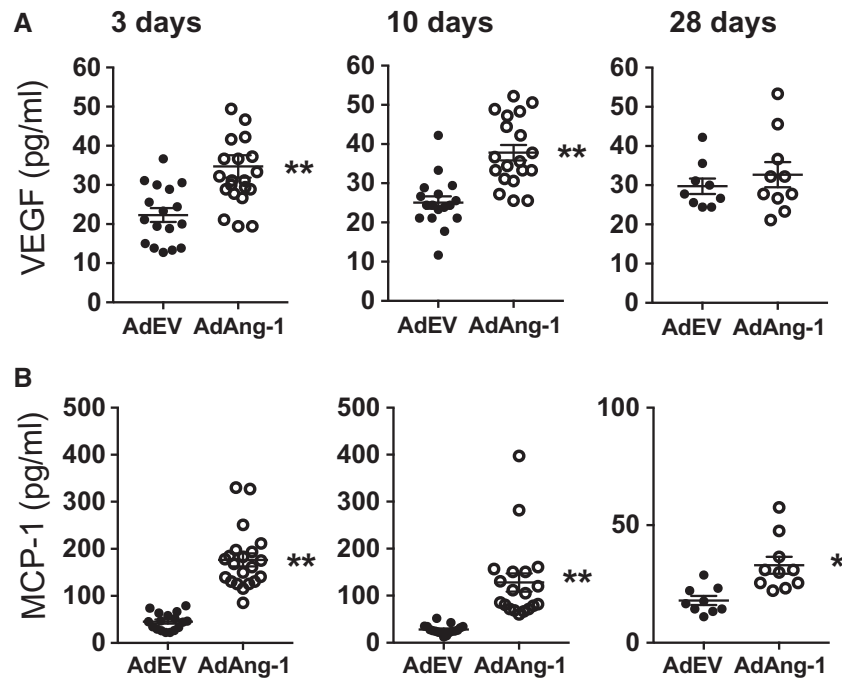 A 3 days 10 days 28 days
VEGF (pg/ml)
60 60 60
50 50 50
40 40 40
30 30 30
20 20 20
10 10 10
0 0 0
** **
AdEV AdAng-1 AdEV AdAng-1 AdEV AdAng-1
B
MCP-1 (pg/ml)
500 500 100
400 400
300 300
200 200 50
100 100
0 0 0
** ** *
AdEV AdAng-1 AdEV AdAng-1 AdEV AdAng-1